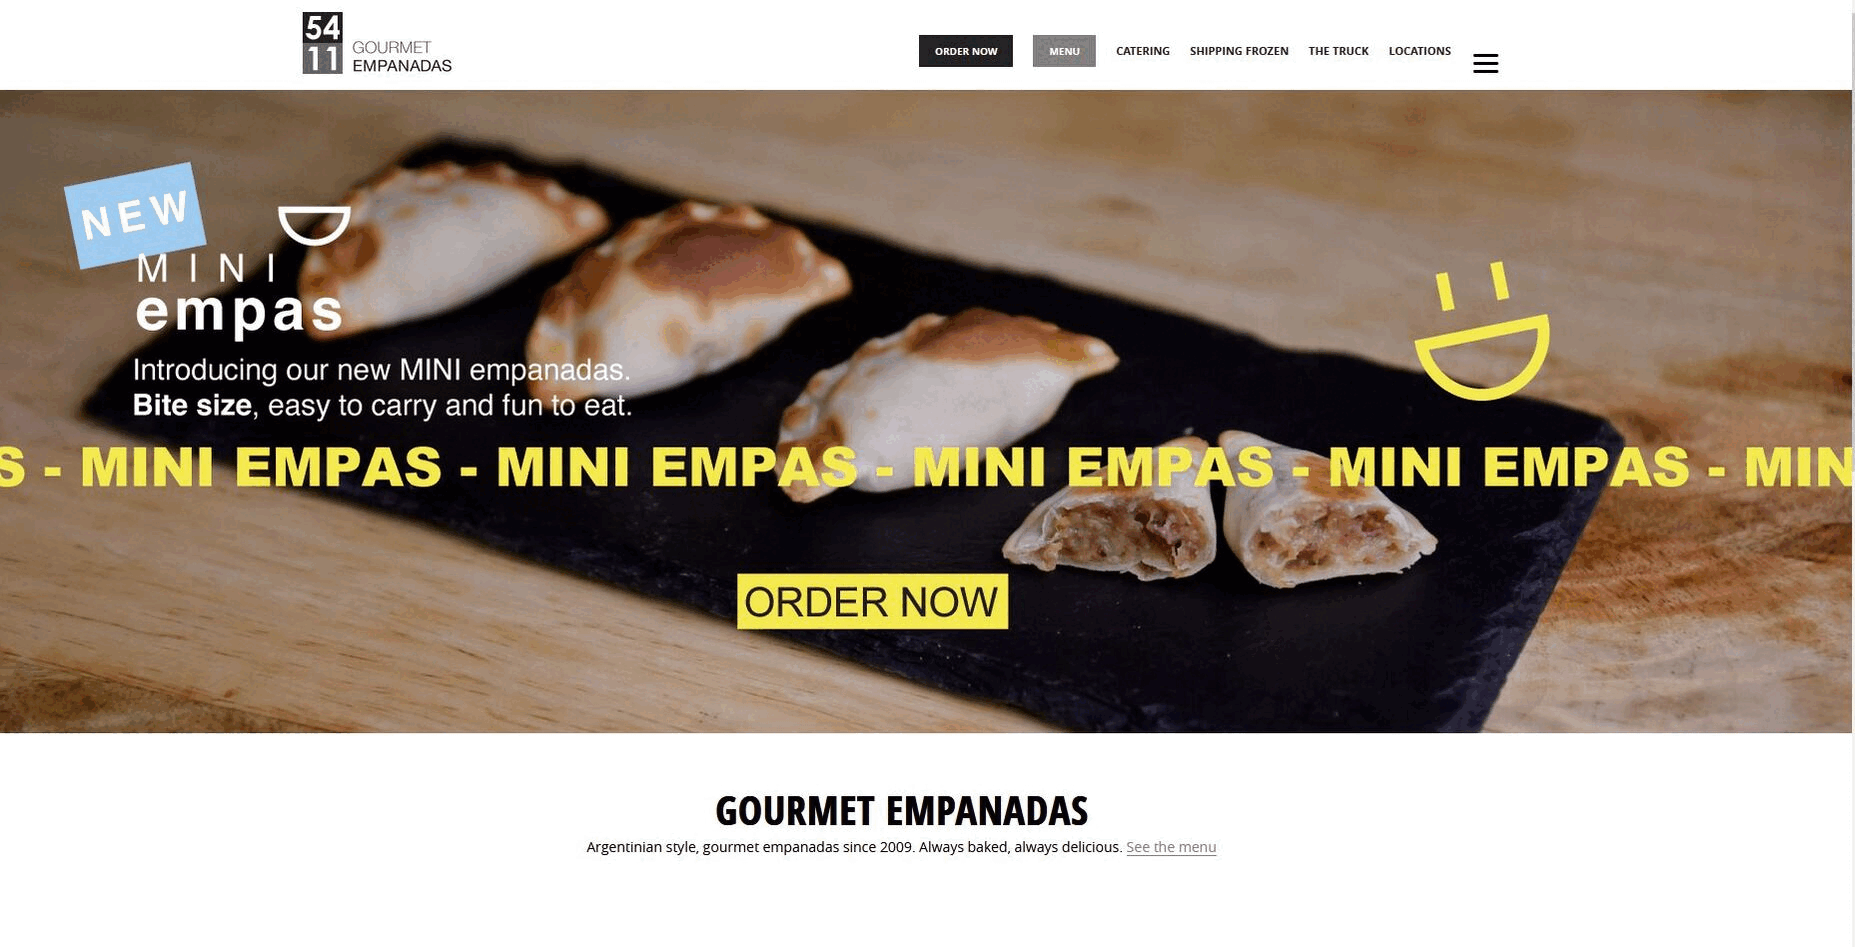 54
11
GOURMET
EMPANADAS
ORDER NOW
MENU
CATERING
SHIPPING FROZEN
THE TRUCK
LOCATIONS
NEW
MINI
empas
Introducing our new MINI empanadas.
Bite size, easy to carry and fun to eat.
S - MINI EMPAS - MINI EMPAS - MINI EMPAS - MINI EMPAS - MIN
ORDER NOW
GOURMET EMPANADAS
Argentinian style, gourmet empanadas since 2009. Always baked, always delicious. See the menu